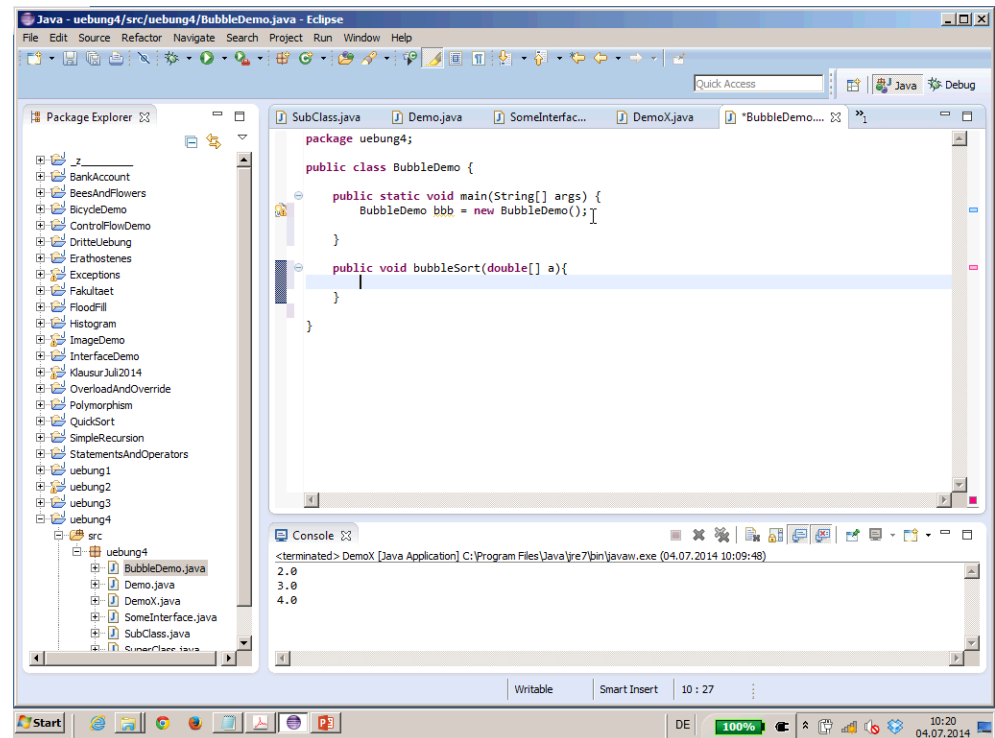 Java - uebung4/src/uebung4/BubbleDemo.java - Eclipse
File Edit Source Refactor Navigate Search Project Run Window Help
Quick Access
Java
Debug
Package Explorer
_z_________
BankAccount
BeesAndFlowers
BicycleDemo
ControlFlowDemo
DritteUebung
Erathostenes
Exceptions
Fakultaet
FloodFill
Histogram
ImageDemo
InterfaceDemo
KlausurJuli2014
OverloadAndOverride
Polymorphism
QuickSort
SimpleRecursion
StatementsAndOperators
uebung1
uebung2
uebung3
uebung4
src
uebung4
BubbleDemo.java
Demo.java
DemoX.java
SomeInterface.java
SubClass.java
SuperClass.java
SubClass.java Demo.java SomeInterfac... DemoX.java *BubbleDemo.... »1
package uebung4;
public class BubbleDemo {
public static void main(String[] args) {
BubbleDemo bbb = new BubbleDemo();
}
public void bubbleSort(double[] a){
}
}
Console
<terminated> DemoX [Java Application] C:\Program Files\Java\jre7\bin\javaw.exe (04.07.2014 10:09:48)
2.0
3.0
4.0
Writable Smart Insert 10 : 27
Start
DE 100% 10:20
04.07.2014